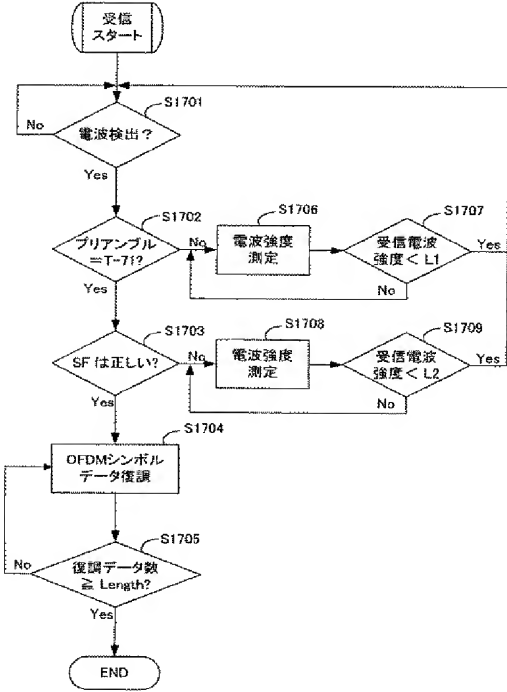 受信
スタート
S1701
電波検出？
No
Yes
S1702
プリアンブル
＝T-71?
No
Yes
S1706
電波強度
測定
S1707
受信電波
強度＜L1
Yes
No
S1703
SFは正しい?
No
Yes
S1708
電波強度
測定
S1709
受信電波
強度＜L2
Yes
No
S1704
OFDMシンボル
データ復調
S1705
復調データ数
≧ Length?
No
Yes
END